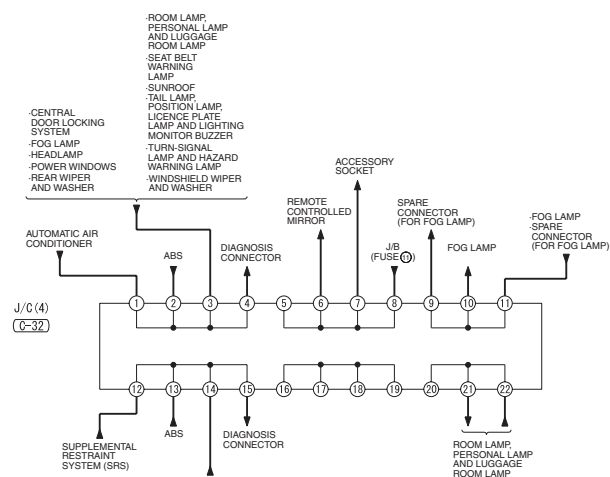 ·ROOM LAMP,
PERSONAL LAMP
AND LUGGAGE
ROOM LAMP
·SEAT BELT
WARNING
LAMP
·SUNROOF
·TAIL LAMP,
POSITION LAMP,
LICENCE PLATE
LAMP AND LIGHTING
MONITOR BUZZER
·TURN-SIGNAL
LAMP AND HAZARD
WARNING LAMP
·WINDSHIELD WIPER
AND WASHER
·CENTRAL
DOOR LOCKING
SYSTEM
·FOG LAMP
·HEADLAMP
·POWER WINDOWS
·REAR WIPER
AND WASHER
ACCESSORY
SOCKET
REMOTE
CONTROLLED
MIRROR
SPARE
CONNECTOR
(FOR FOG LAMP)
·FOG LAMP
·SPARE
CONNECTOR
(FOR FOG LAMP)
AUTOMATIC AIR
CONDITIONER
ABS
DIAGNOSIS
CONNECTOR
J/B
(FUSE⑪)
FOG LAMP
J/C(4)
C-32
1 2 3 4 5 6 7 8 9 10 11
12 13 14 15 16 17 18 19 20 21 22
SUPPLEMENTAL
RESTRAINT
SYSTEM (SRS)
ABS
DIAGNOSIS
CONNECTOR
ROOM LAMP,
PERSONAL LAMP
AND LUGGAGE
ROOM LAMP